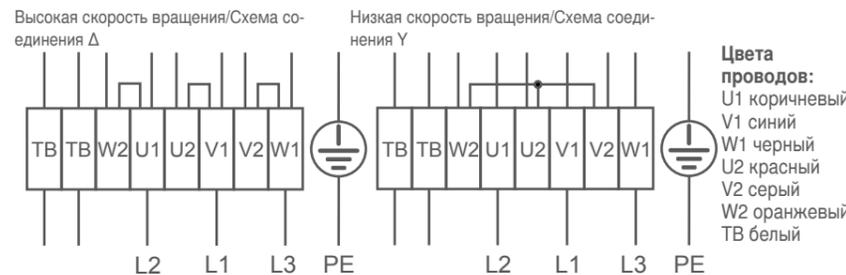 Высокая скорость вращения/Схема со-
единения Δ
Низкая скорость вращения/Схема соеди-
нения Y
TB TB W2 U1 U2 V1 V2 W1
TB TB W2 U1 U2 V1 V2 W1
L2 L1 L3 PE
L2 L1 L3 PE
Цвета
проводов:
U1 коричневый
V1 синий
W1 черный
U2 красный
V2 серый
W2 оранжевый
TB белый